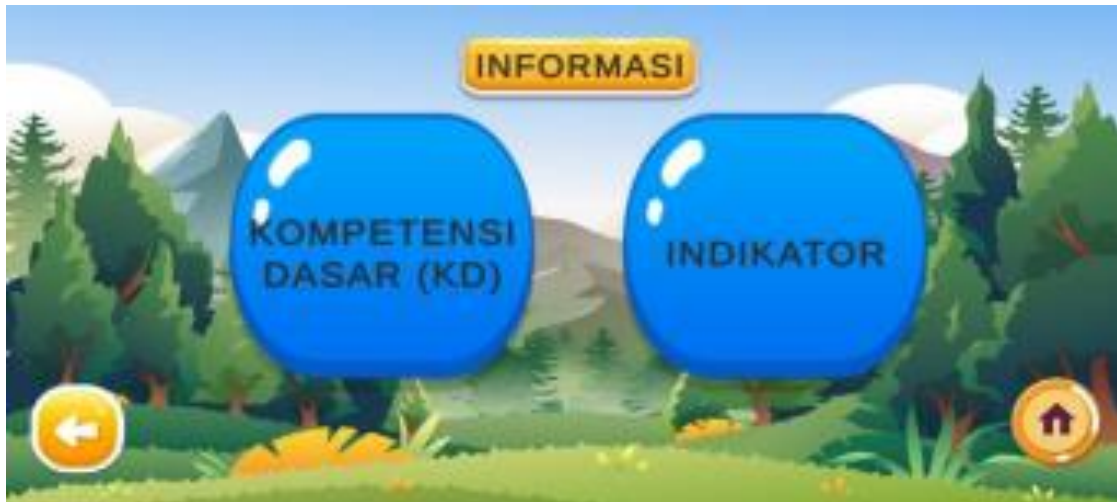 INFORMASI
KOMPETENSI
DASAR (KD)
INDIKATOR